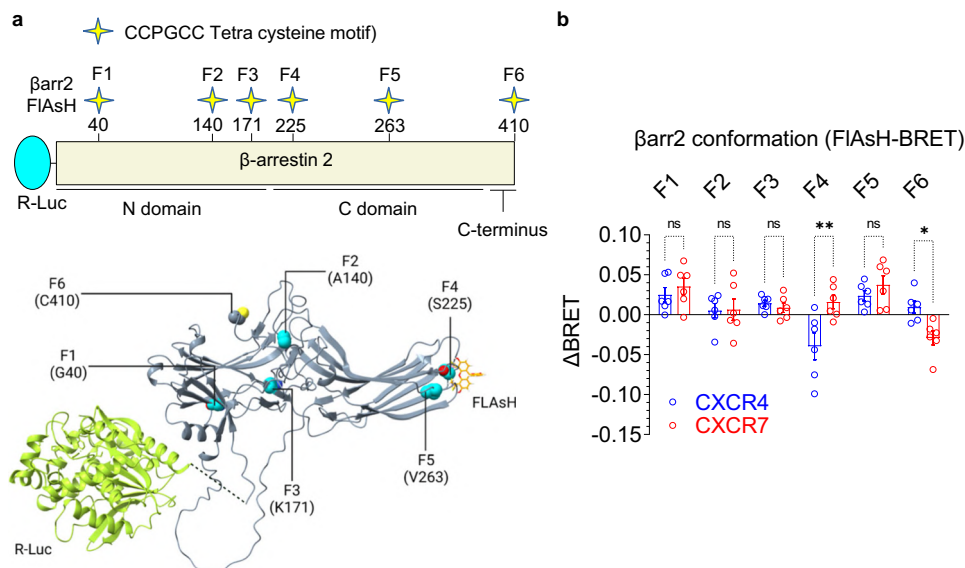 a
CCPGCC Tetra cysteine motif)
βarr2
FlAsH
F1 F2 F3 F4 F5 F6
40 140 171 225 263 410
β-arrestin 2
R-Luc
N domain
C domain
C-terminus
F6
(C410)
F2
(A140)
F4
(S225)
F1
(G40)
FLAsH
F5
(V263)
F3
(K171)
R-Luc
b
βarr2 conformation (FlAsH-BRET)
F1 F2 F3 F4 F5 F6
ns ns ns ** ns *
ΔBRET
0.10
0.05
0.00
-0.05
-0.10
-0.15
CXCR4
CXCR7